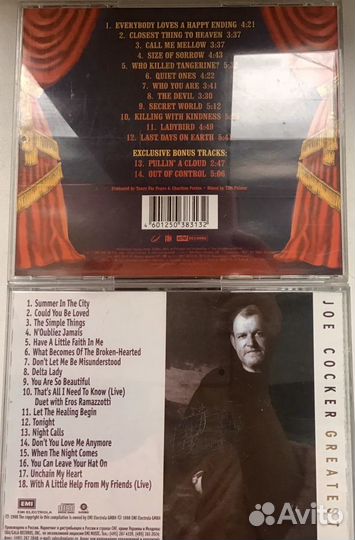 1. EVERYBODY LOVES A HAPPY ENDING 4:21
2. CLOSEST THING TO HEAVEN 3:37
3. CALL ME MELLOW 3:37
4. SIZE OF SORROW 4:41
5. WHO KILLED TANGERINE?
6. QUIET ONES 4:22
7. WHO YOU ARE 3:41
8. THE DEVIL 3:30
9. SECRET WORLD 5:12
10. KILLING WITH KINDNESS
11. LADYBIRD 4:49
12. LAST DAYS ON EARTH
EXCLUSIVE BONUS TRACKS:
13. PULLIN' A CLOUD 2:47
14. OUT OF CONTROL 5:06
Produced by Tears For Fears & Charlton Pettus
4 601250 383132
1. Summer In The City
2. Could You Be Loved
3. The Simple Things
4. N'Oubliez Jamais
5. Have A Little Faith In Me
6. What Becomes Of The Broken-Hearted
7. Don't Let Me Be Misunderstood
8. Delta Lady
9. You Are So Beautiful
10. That's All I Need To Know (Live)
Duet with Eros Ramazzotti
11. Let The Healing Begin
12. Tonight
13. Night Calls
14. Don't You Love Me Anymore
15. When The Night Comes
16. You Can Leave Your Hat On
17. Unchain My Heart
18. With A Little Help From My Friends (Live)
JOE COCKER GREATES
EMI
EMI ELECTROLA
Avito